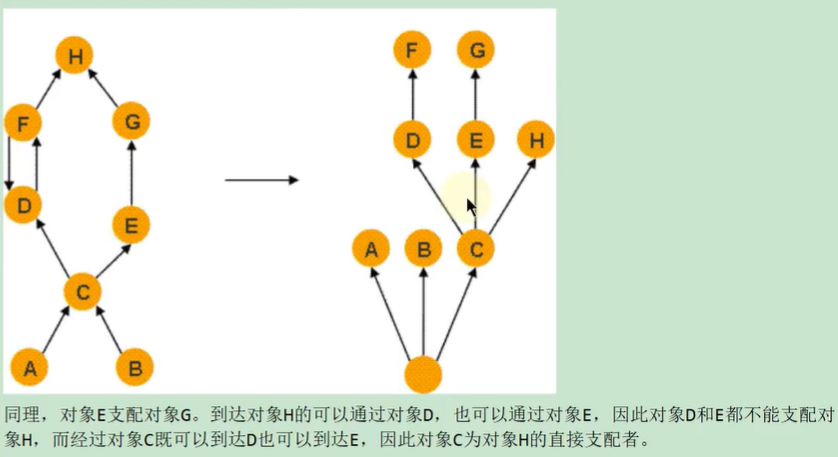 H
F G
F G
D E H
D
E
A B C
C
A B
同理，对象E支配对象G。到达对象H的可以通过对象D，也可以通过对象E，因此对象D和E都不能支配对
象H，而经过对象C既可以到达D也可以到达E，因此对象C为对象H的直接支配者。